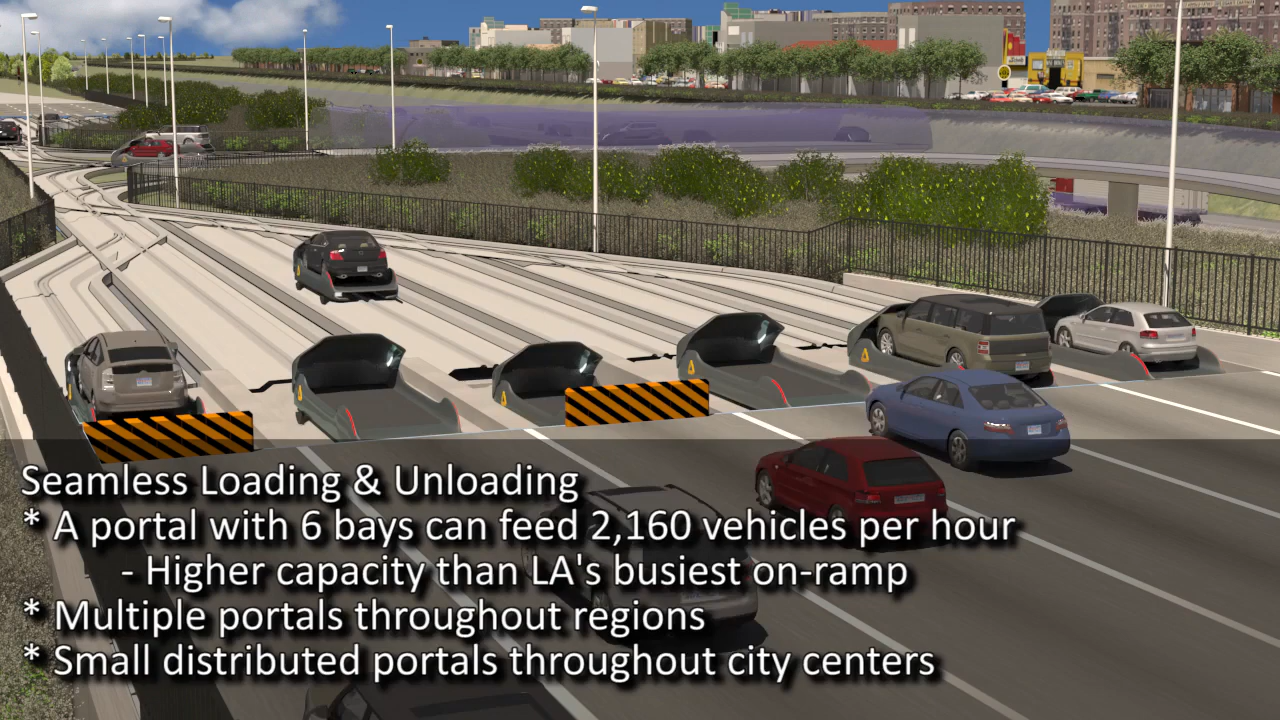 Seamless Loading & Unloading
* A portal with 6 bays can feed 2,160 vehicles per hour
- Higher capacity than LA's busiest on-ramp
* Multiple portals throughout regions
* Small distributed portals throughout city centers